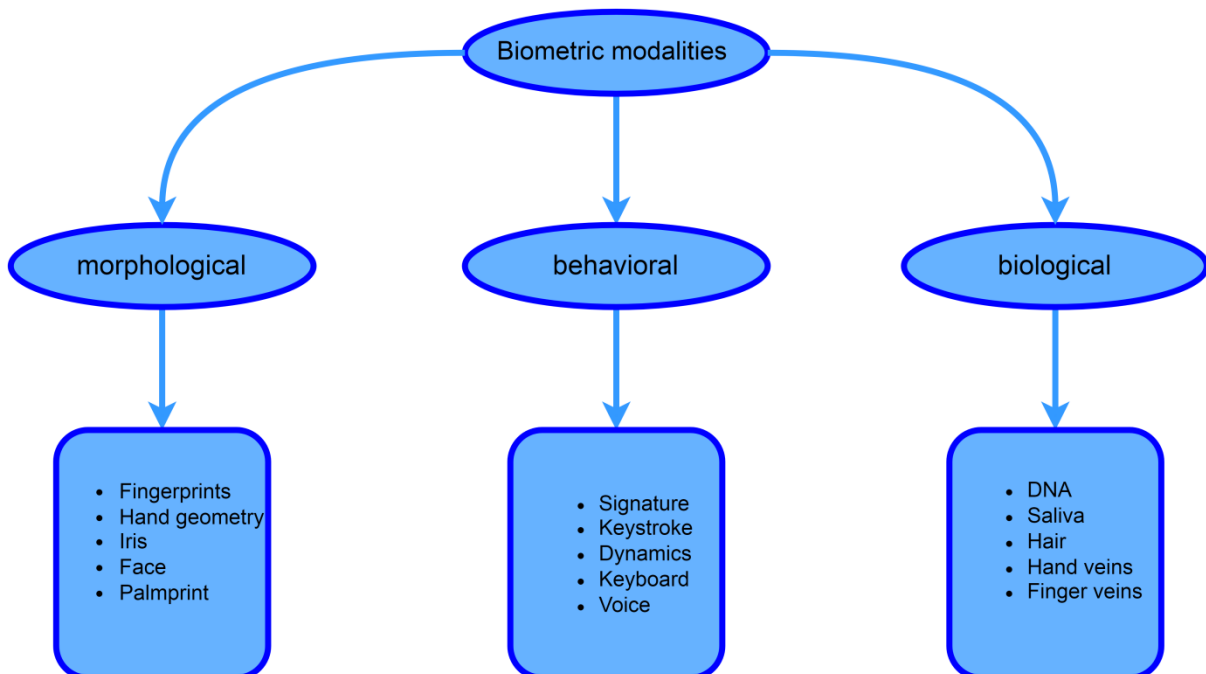 Biometric modalities
morphological
behavioral
biological
• Fingerprints
• Hand geometry
• Iris
• Face
• Palmprint
• Signature
• Keystroke
• Dynamics
• Keyboard
• Voice
• DNA
• Saliva
• Hair
• Hand veins
• Finger veins